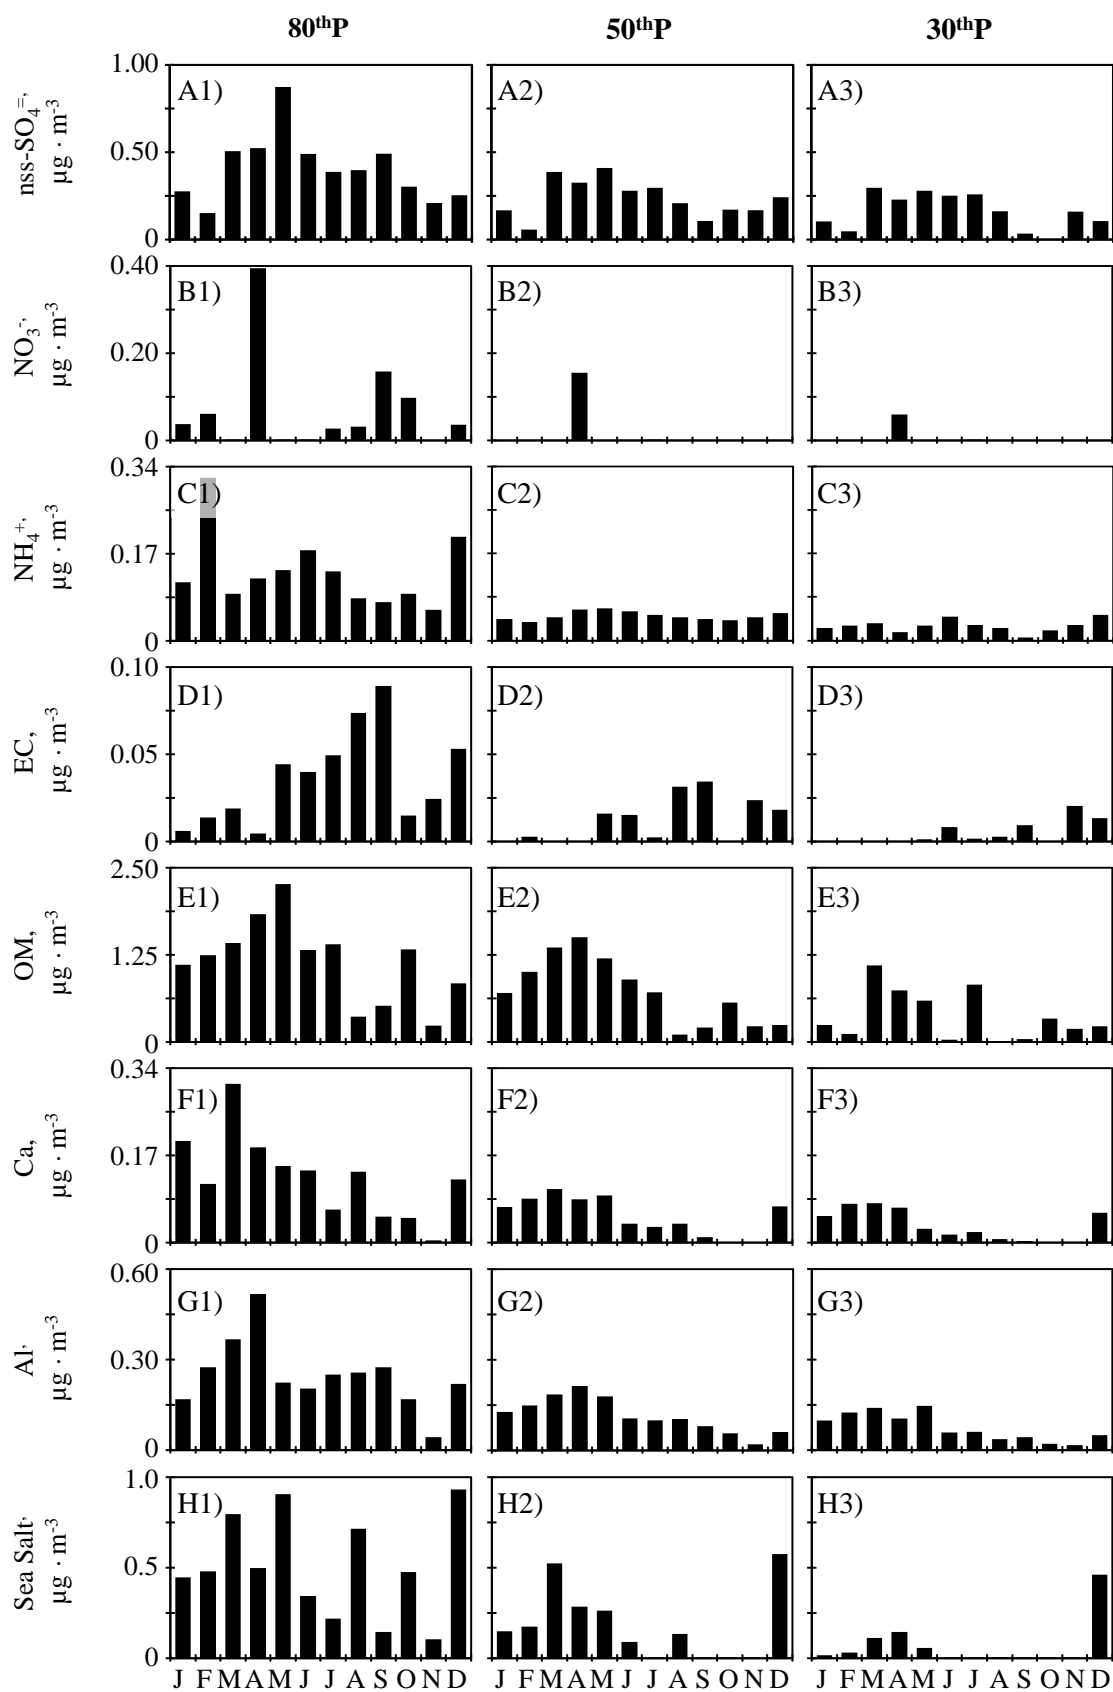 80thP 50thP 30thP
nss-SO4=, µg · m-3
1.00
0.50
0
A1) A2) A3)
NO3-, µg · m-3
0.40
0.20
0
B1) B2) B3)
NH4+, µg · m-3
0.34
0.17
0
C1) C2) C3)
EC, µg · m-3
0.10
0.05
0
D1) D2) D3)
OM, µg · m-3
2.50
1.25
0
E1) E2) E3)
Ca, µg · m-3
0.34
0.17
0
F1) F2) F3)
Al, µg · m-3
0.60
0.30
0
G1) G2) G3)
Sea Salt, µg · m-3
1.0
0.5
0
H1) H2) H3)
J F M A M J J A S O N D J F M A M J J A S O N D J F M A M J J A S O N D